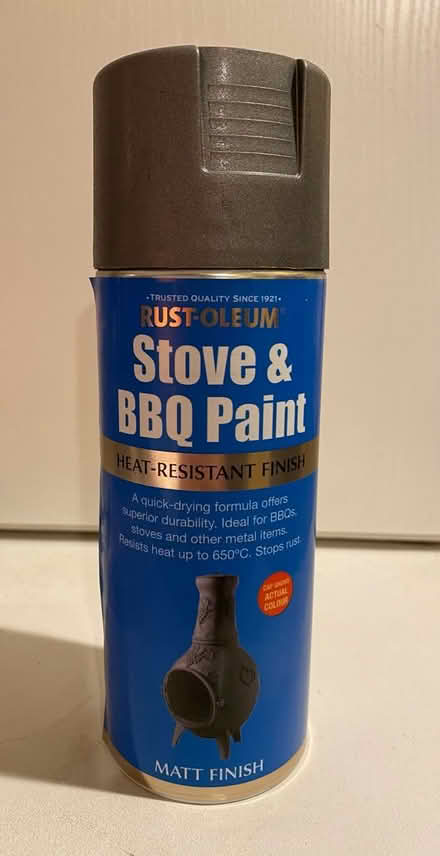 •TRUSTED QUALITY SINCE 1921•
RUST-OLEUM®
Stove &
BBQ Paint
HEAT-RESISTANT FINISH
A quick-drying formula offers
superior durability. Ideal for BBQs,
stoves and other metal items.
Resists heat up to 650ºC. Stops rust.
CAP SHOWS
ACTUAL
COLOUR
MATT FINISH